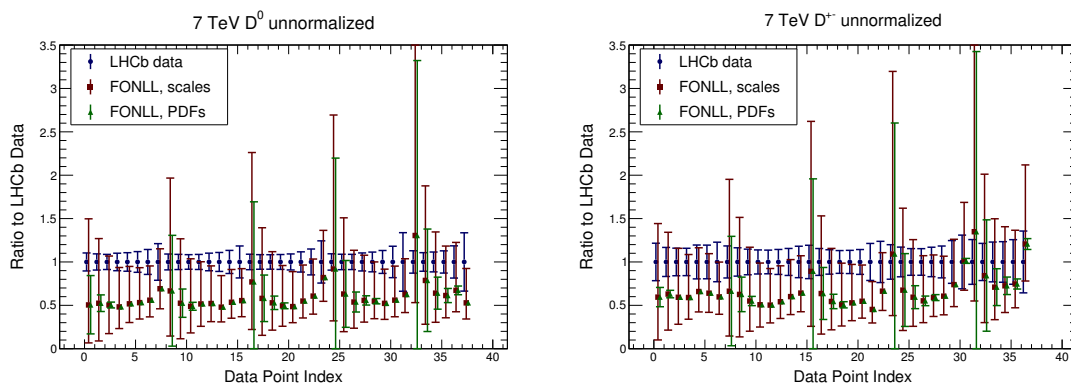 7 TeV D⁰ unnormalized
3.5
3
2.5
2
1.5
1
0.5
0
Ratio to LHCb Data
LHCb data
FONLL, scales
FONLL, PDFs
0 5 10 15 20 25 30 35 40
Data Point Index
7 TeV D⁺⁻ unnormalized
3.5
3
2.5
2
1.5
1
0.5
0
Ratio to LHCb Data
LHCb data
FONLL, scales
FONLL, PDFs
0 5 10 15 20 25 30 35 40
Data Point Index